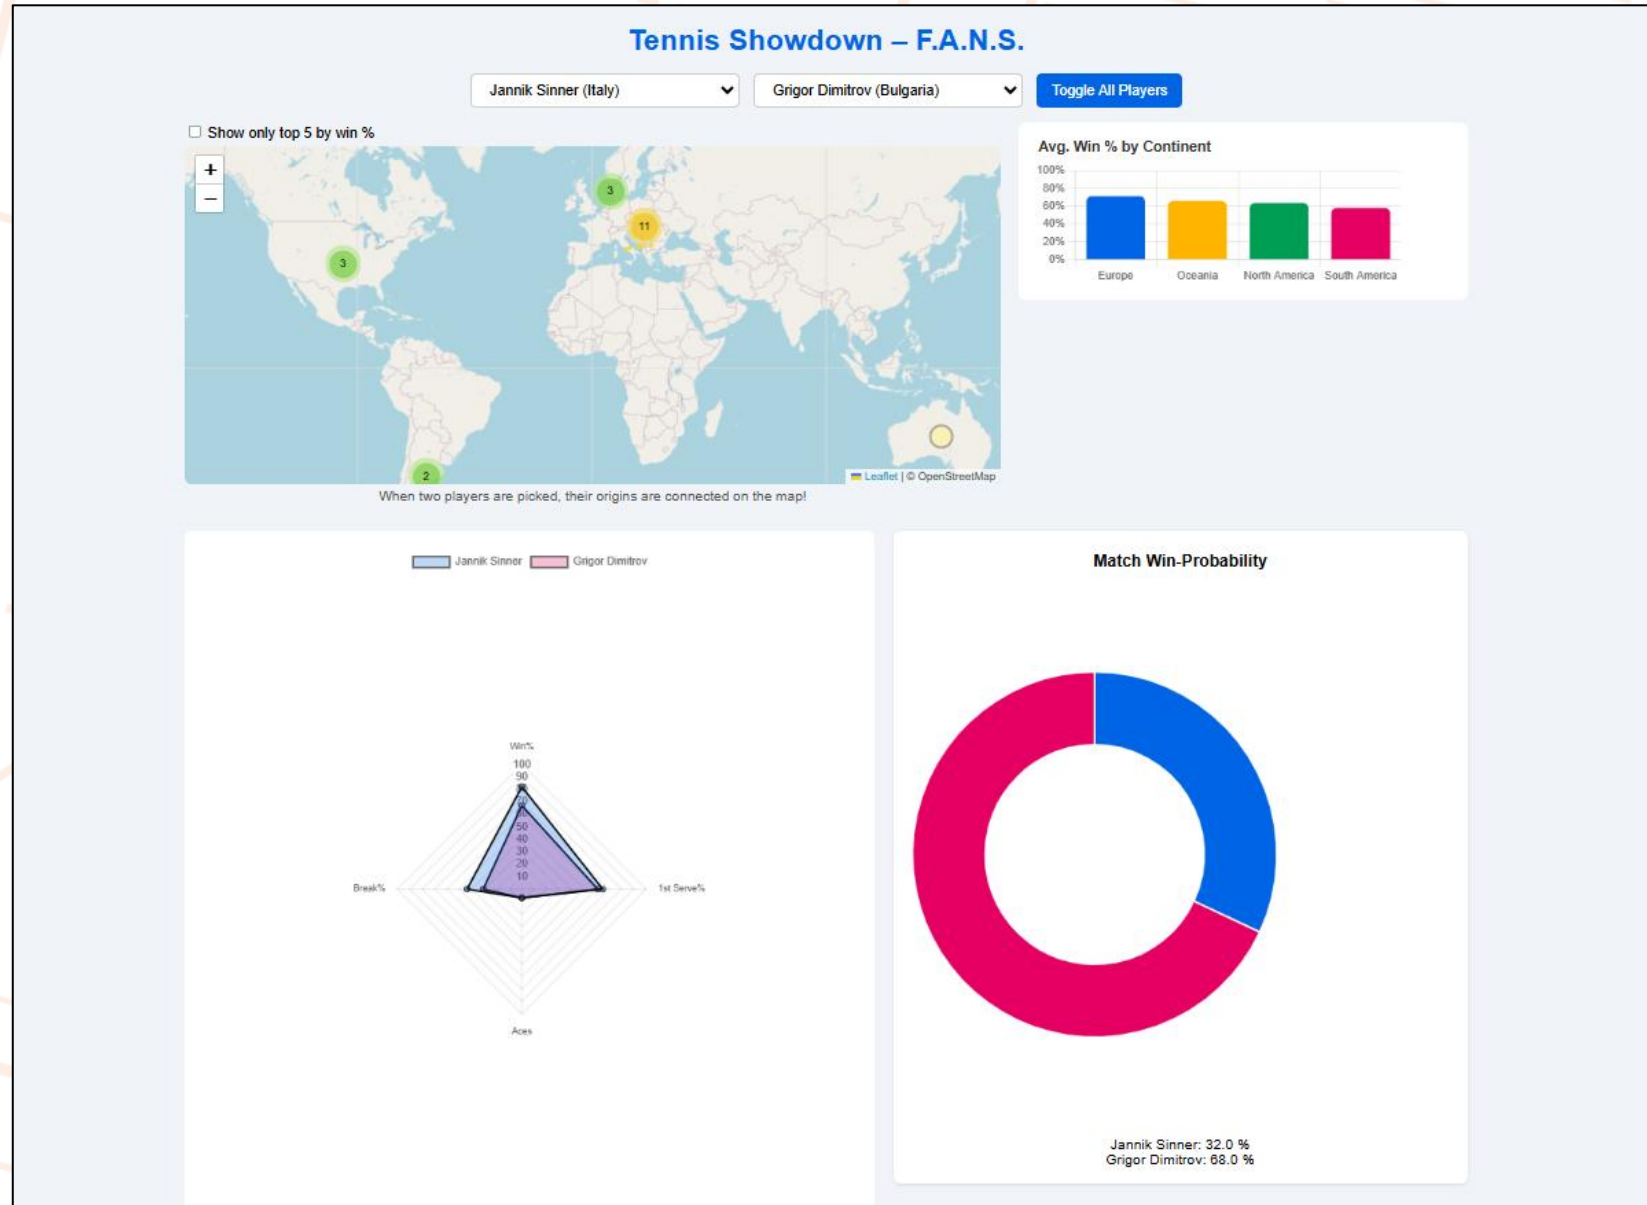 Tennis Showdown – F.A.N.S.
Jannik Sinner (Italy)
Grigor Dimitrov (Bulgaria)
Toggle All Players
Show only top 5 by win %
+
−
3
11
3
2
Leaflet | © OpenStreetMap
When two players are picked, their origins are connected on the map!
Avg. Win % by Continent
100%
80%
60%
40%
20%
0%
Europe
Oceania
North America
South America
Jannik Sinner
Grigor Dimitrov
Win%
100
90
70
50
40
30
20
10
Break%
1st Serve%
Aces
Match Win-Probability
Jannik Sinner: 32.0 %
Grigor Dimitrov: 68.0 %